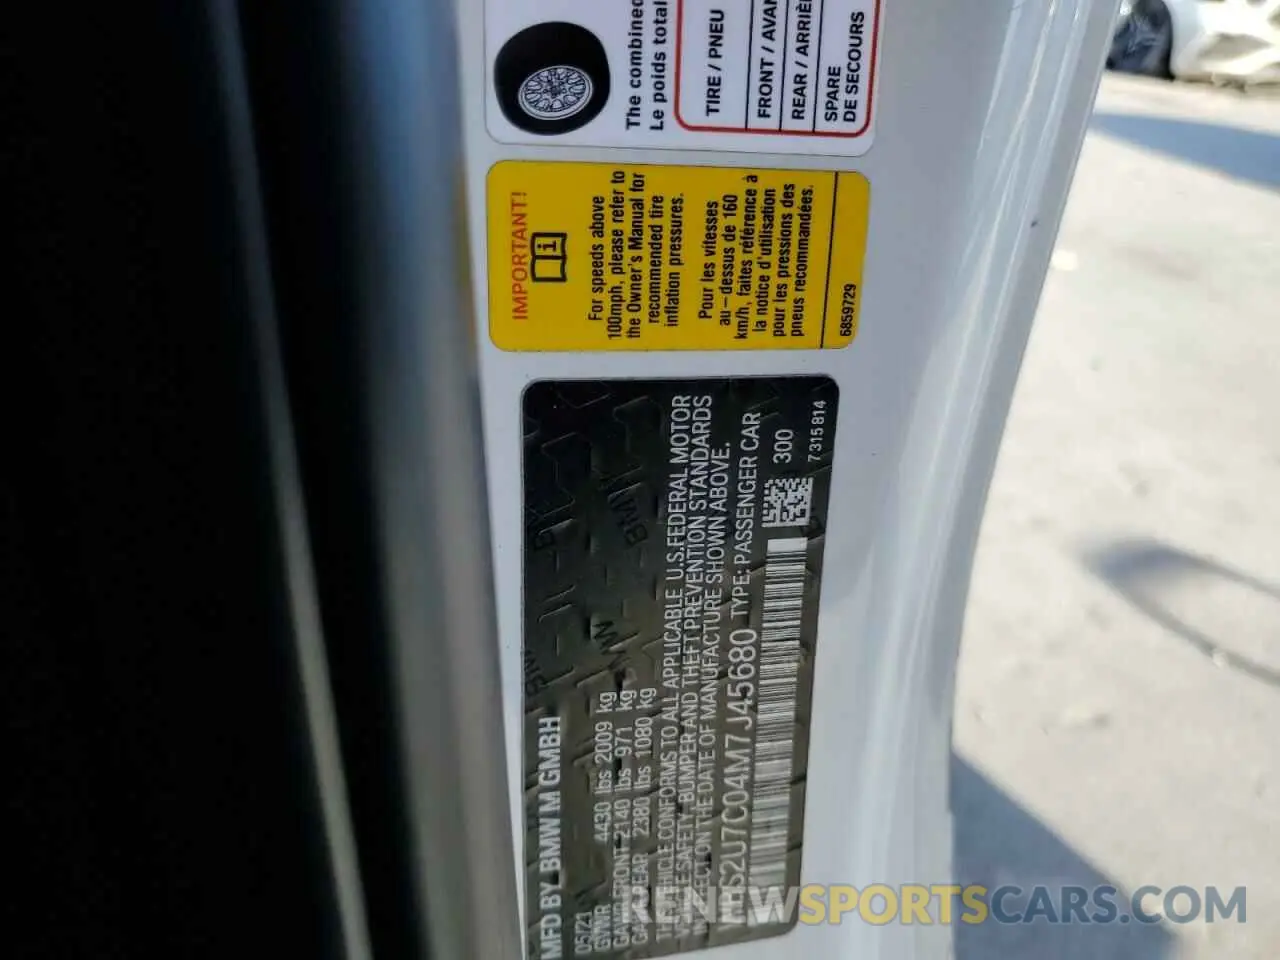 The combined
Le poids total
TIRE / PNEU
FRONT / AVA
REAR / ARRIÈ
SPARE
DE SECOURS
IMPORTANT!
For speeds above
100mph, please refer to
the Owner's Manual for
recommended tire
inflation pressures.
Pour les vitesses
au-dessus de 160
km/h, faites référence à
la notice d'utilisation
pour les pressions des
pneus recommandées.
6859729
MFD BY BMW M GMBH
05/21
GVWR 4430 lbs 2009 kg
GAWR FRONT 2140 lbs 971 kg
GAWR REAR 2380 lbs 1080 kg
THIS VEHICLE CONFORMS TO ALL APPLICABLE U.S.FEDERAL MOTOR
VEHICLE SAFETY, BUMPER AND THEFT PREVENTION STANDARDS
IN EFFECT ON THE DATE OF MANUFACTURE SHOWN ABOVE.
WBS2U7C04M7J45680 TYPE: PASSENGER CAR
300
7315814
RENEWSPORTSCARS.COM